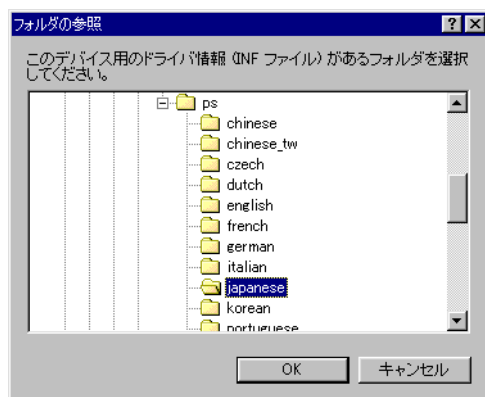 フォルダの参照
このデバイス用のドライバ情報 (INF ファイル) があるフォルダを選択
してください。
ps
chinese
chinese_tw
czech
dutch
english
french
german
italian
japanese
korean
portuguese
OK
キャンセル